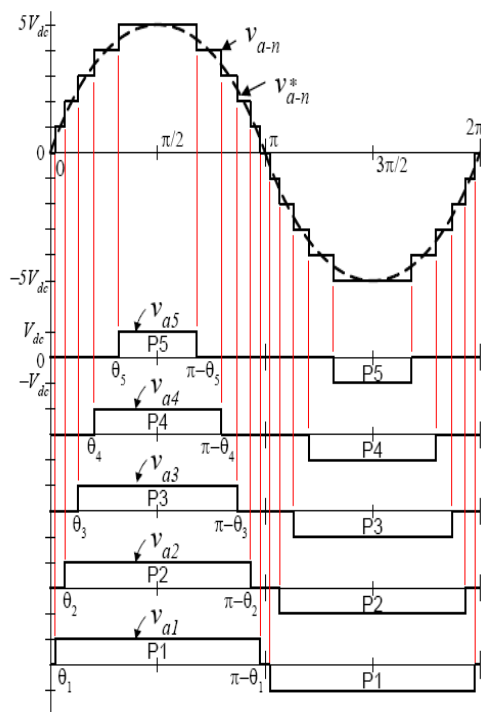 5V_dc
v_a-n
v*_a-n
0
0 π/2 π 3π/2 2π
−5V_dc
V_dc
v_a5
0
P5
−V_dc
θ_5 π−θ_5
P5
v_a4
P4
θ_4 π−θ_4
P4
v_a3
P3
θ_3 π−θ_3
P3
v_a2
P2
θ_2 π−θ_2
P2
v_a1
P1
θ_1 π−θ_1
P1